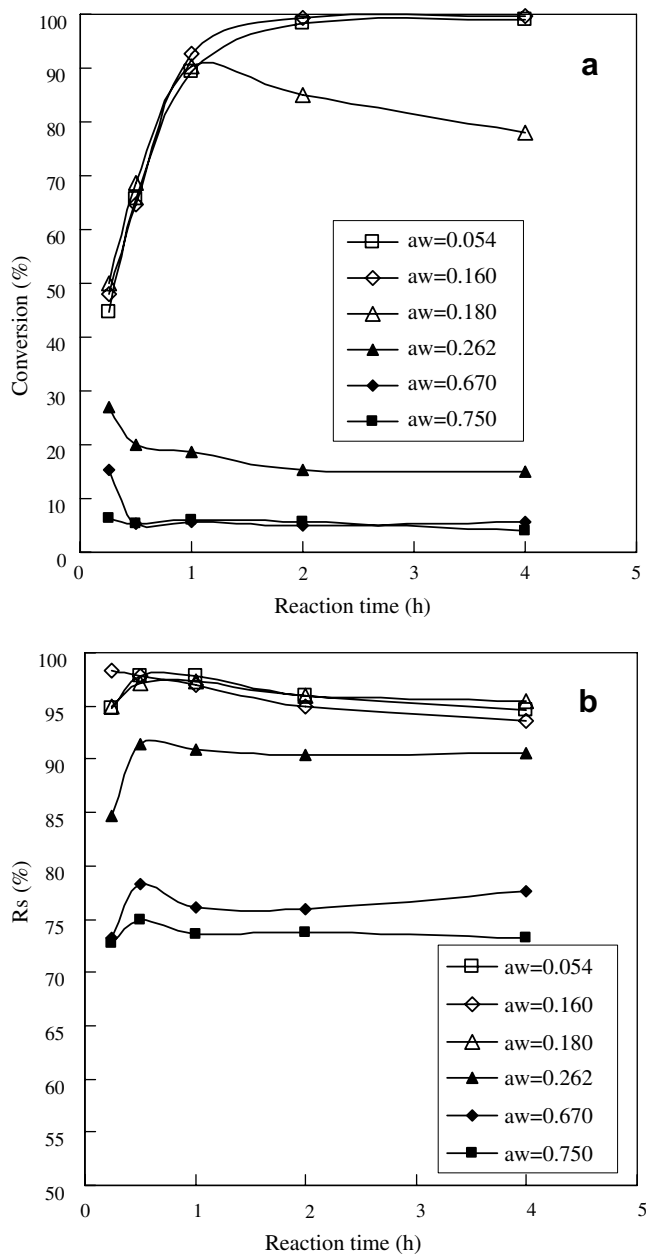 a
100
90
80
70
60
50
40
30
20
10
0
Conversion (%)
aw=0.054
aw=0.160
aw=0.180
aw=0.262
aw=0.670
aw=0.750
0 1 2 3 4 5
Reaction time (h)
b
100
95
90
85
80
75
70
65
60
55
50
Rs (%)
aw=0.054
aw=0.160
aw=0.180
aw=0.262
aw=0.670
aw=0.750
0 1 2 3 4 5
Reaction time (h)